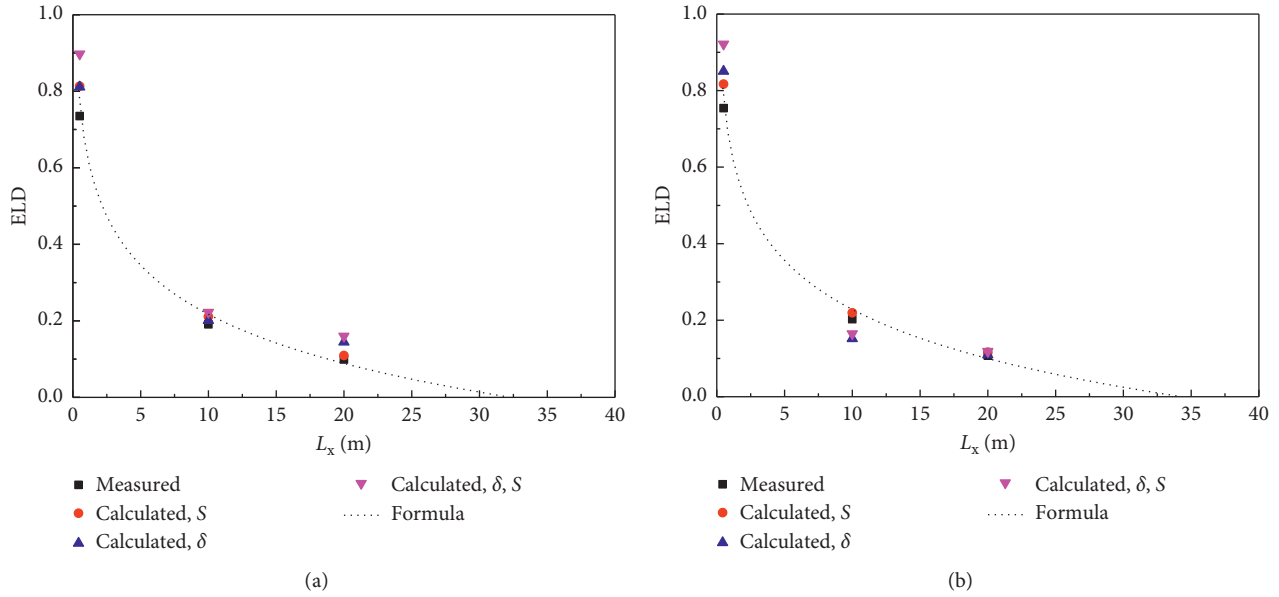 1.0
0.8
0.6
0.4
0.2
0.0
ELD
0 5 10 15 20 25 30 35 40
Lx (m)
Measured
Calculated, S
Calculated, δ
Calculated, δ, S
Formula
(a)
1.0
0.8
0.6
0.4
0.2
0.0
ELD
0 5 10 15 20 25 30 35 40
Lx (m)
Measured
Calculated, S
Calculated, δ
Calculated, δ, S
Formula
(b)